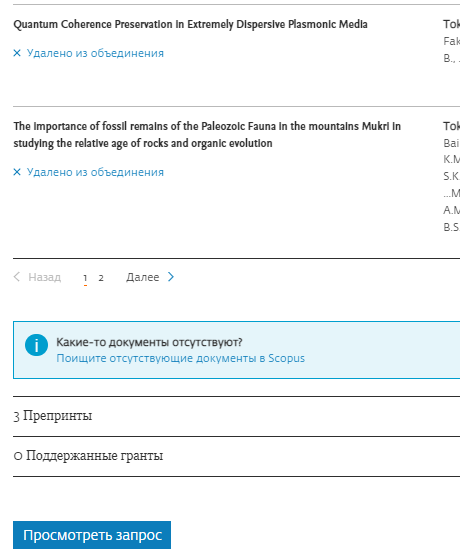 Quantum Coherence Preservation in Extremely Dispersive Plasmonic Media
Tok
Fak
В., .
× Удалено из объединения
The importance of fossil remains of the Paleozoic Fauna in the mountains Mukri in
studying the relative age of rocks and organic evolution
Tok
Bai
K.M
S.K
...M
A.M
B.S
× Удалено из объединения
Назад 1 2 Далее
Какие-то документы отсутствуют?
Поищите отсутствующие документы в Scopus
3 Препринты
0 Поддержанные гранты
Просмотреть запрос